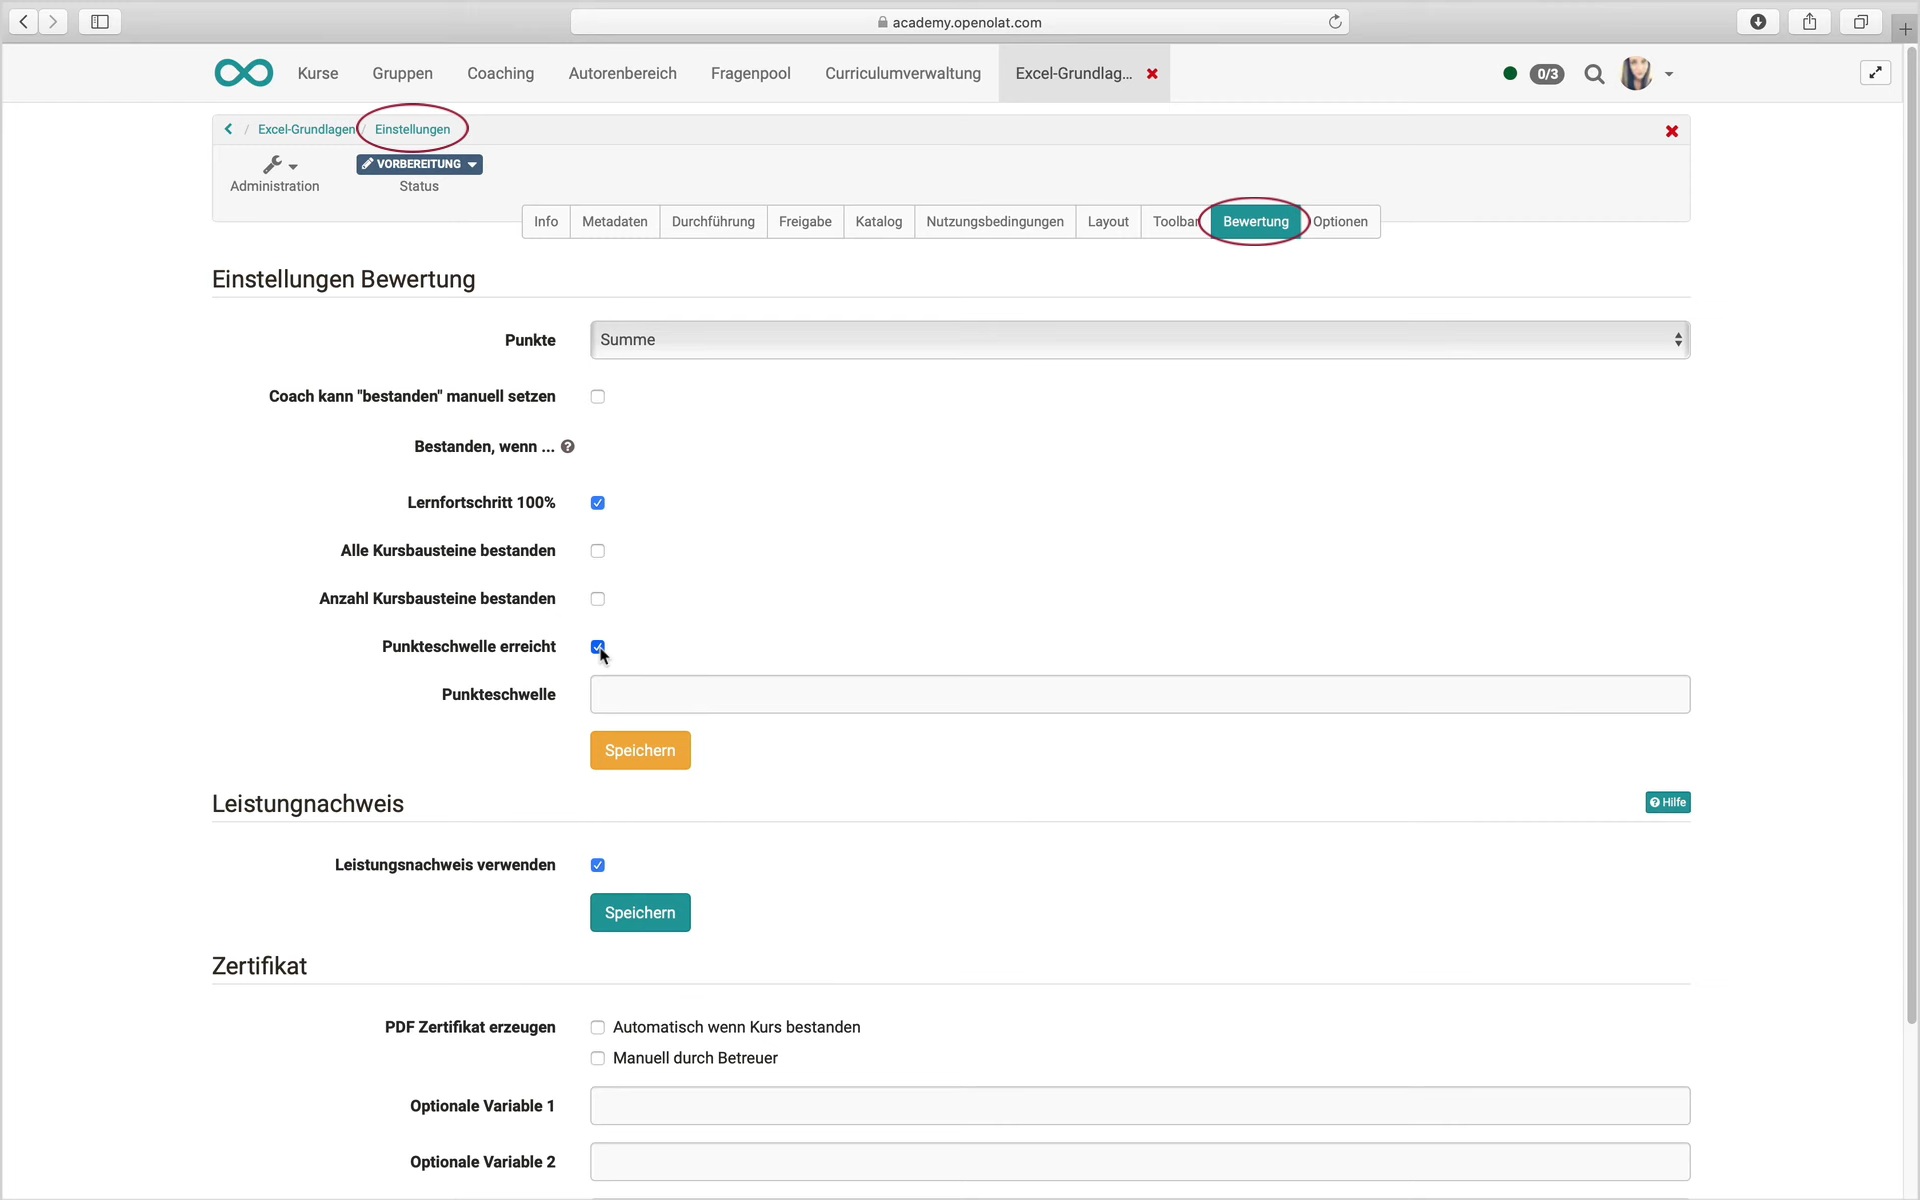 academy.openolat.com
Kurse Gruppen Coaching Autorenbereich Fragenpool Curriculumverwaltung Excel-Grundlag... 0/3
/ Excel-Grundlagen / Einstellungen
VORBEREITUNG
Administration Status
Info Metadaten Durchführung Freigabe Katalog Nutzungsbedingungen Layout Toolbar Bewertung Optionen
Einstellungen Bewertung
Punkte Summe
Coach kann "bestanden" manuell setzen
Bestanden, wenn ...
Lernfortschritt 100%
Alle Kursbausteine bestanden
Anzahl Kursbausteine bestanden
Punkteschwelle erreicht
Punkteschwelle
Speichern
Leistungnachweis Hilfe
Leistungsnachweis verwenden
Speichern
Zertifikat
PDF Zertifikat erzeugen Automatisch wenn Kurs bestanden
Manuell durch Betreuer
Optionale Variable 1
Optionale Variable 2